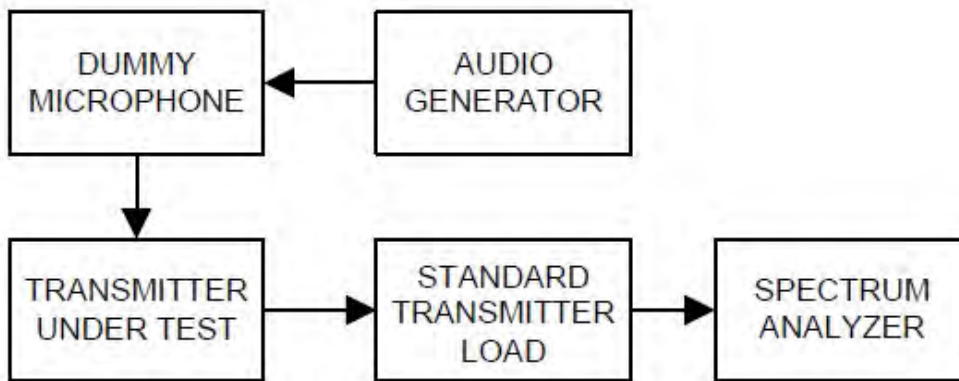 DUMMY
MICROPHONE
AUDIO
GENERATOR
TRANSMITTER
UNDER TEST
STANDARD
TRANSMITTER
LOAD
SPECTRUM
ANALYZER